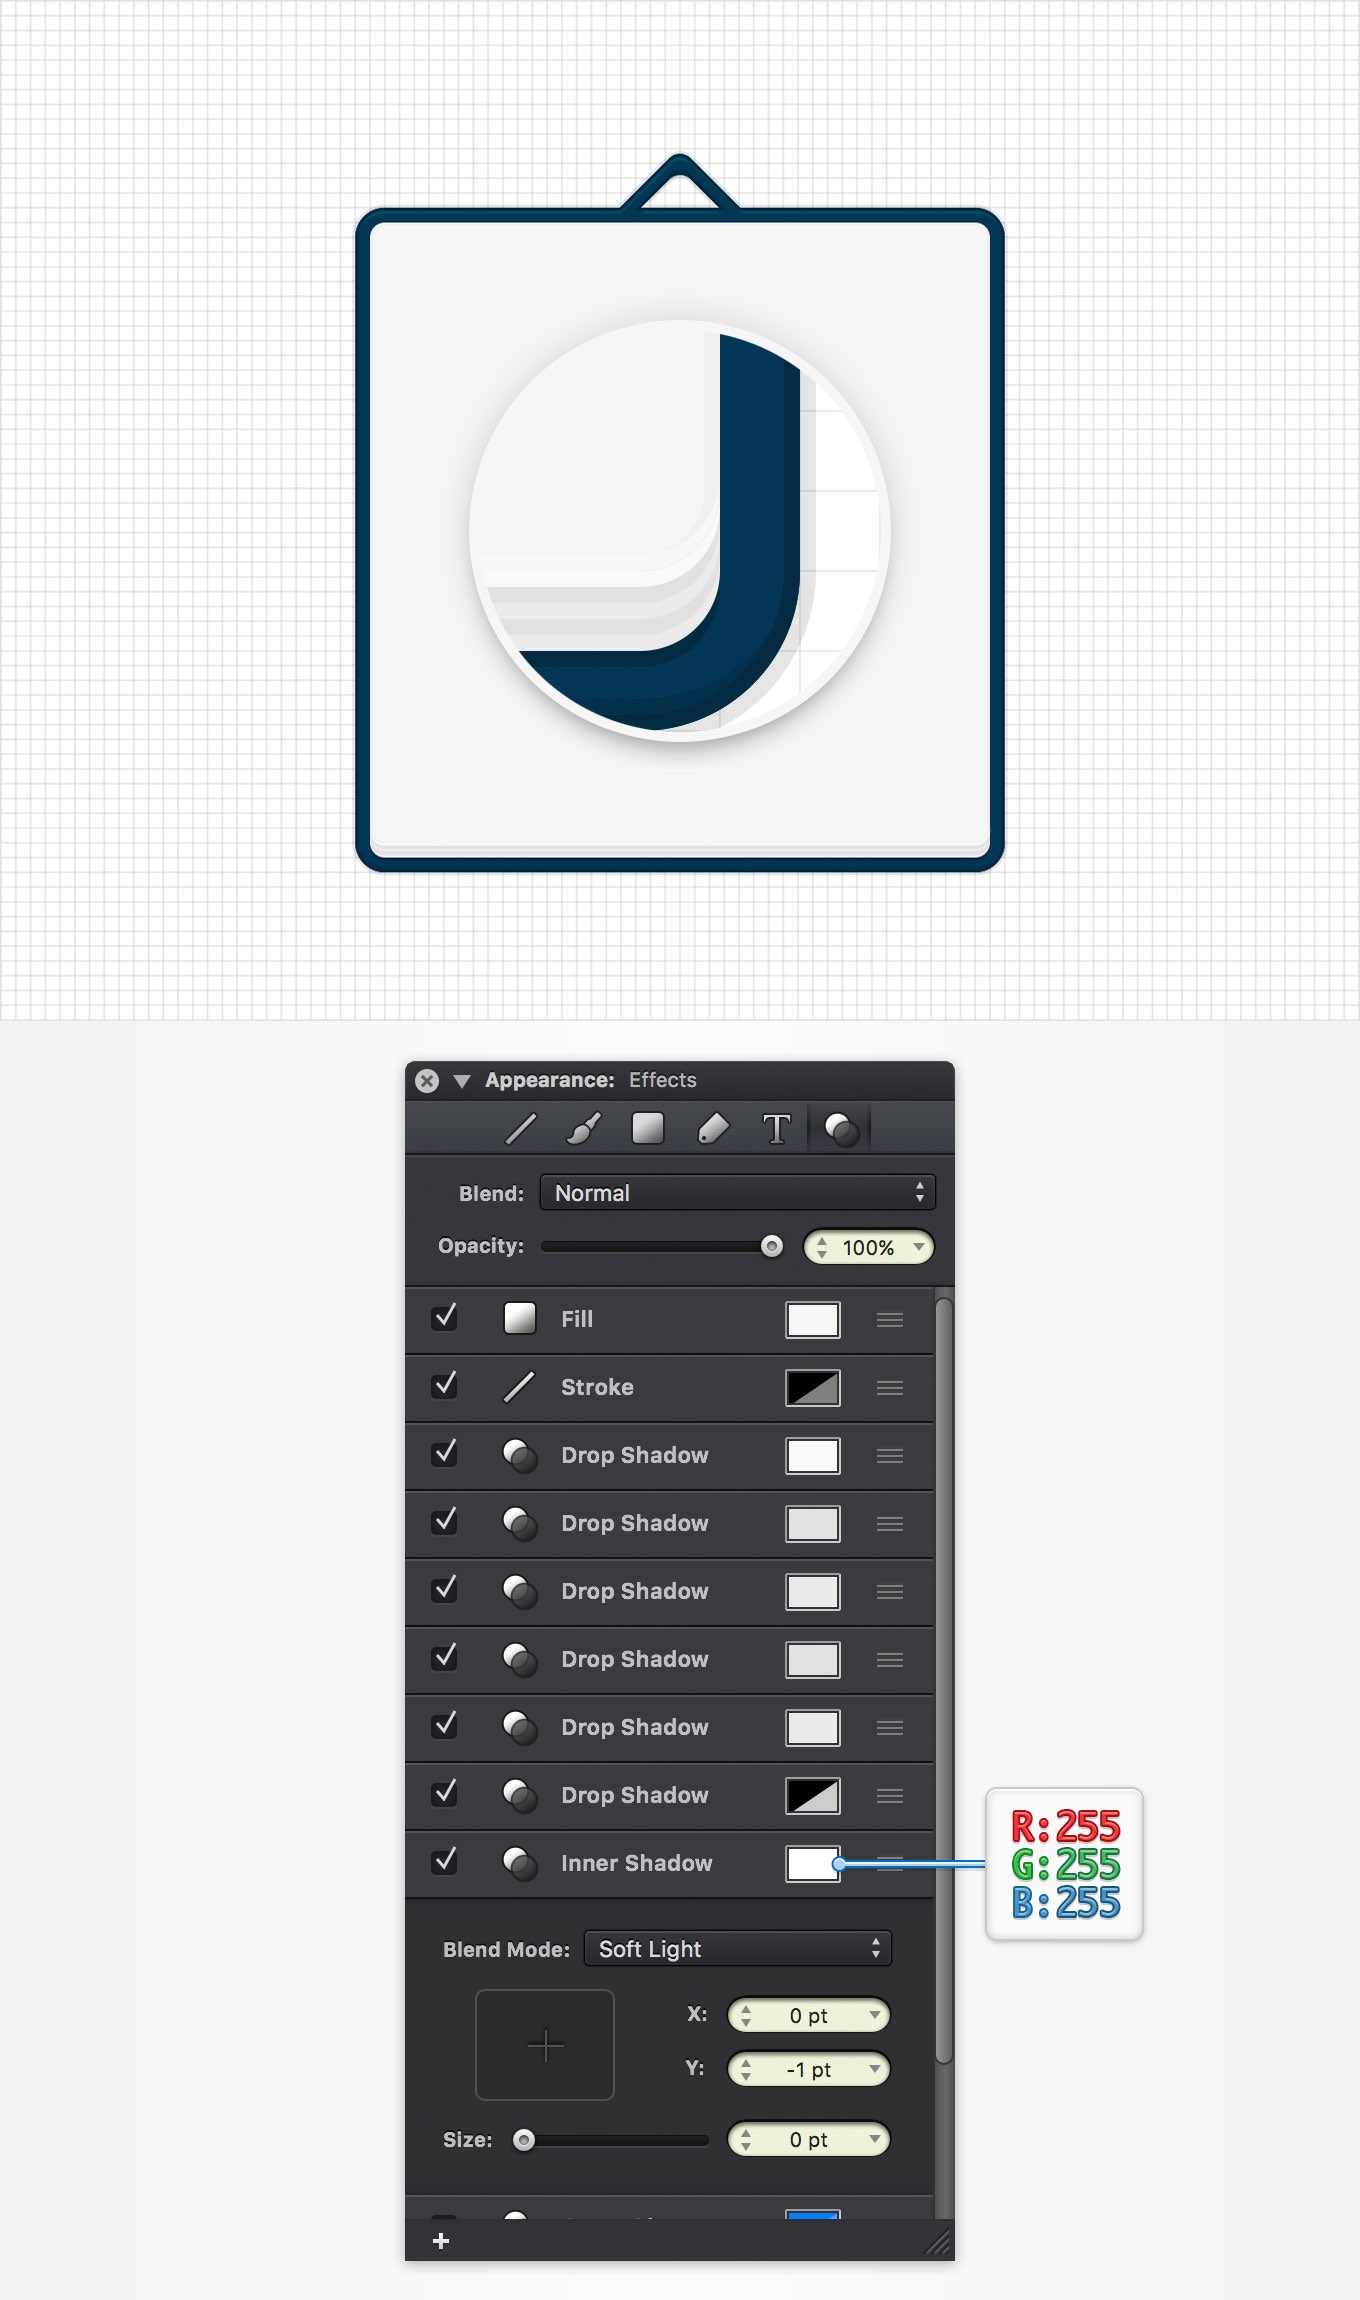 Appearance: Effects
T
Blend: Normal
Opacity: 100%
Fill
Stroke
Drop Shadow
Drop Shadow
Drop Shadow
Drop Shadow
Drop Shadow
Drop Shadow
Inner Shadow
R:255
G:255
B:255
Blend Mode: Soft Light
X: 0 pt
Y: -1 pt
Size: 0 pt